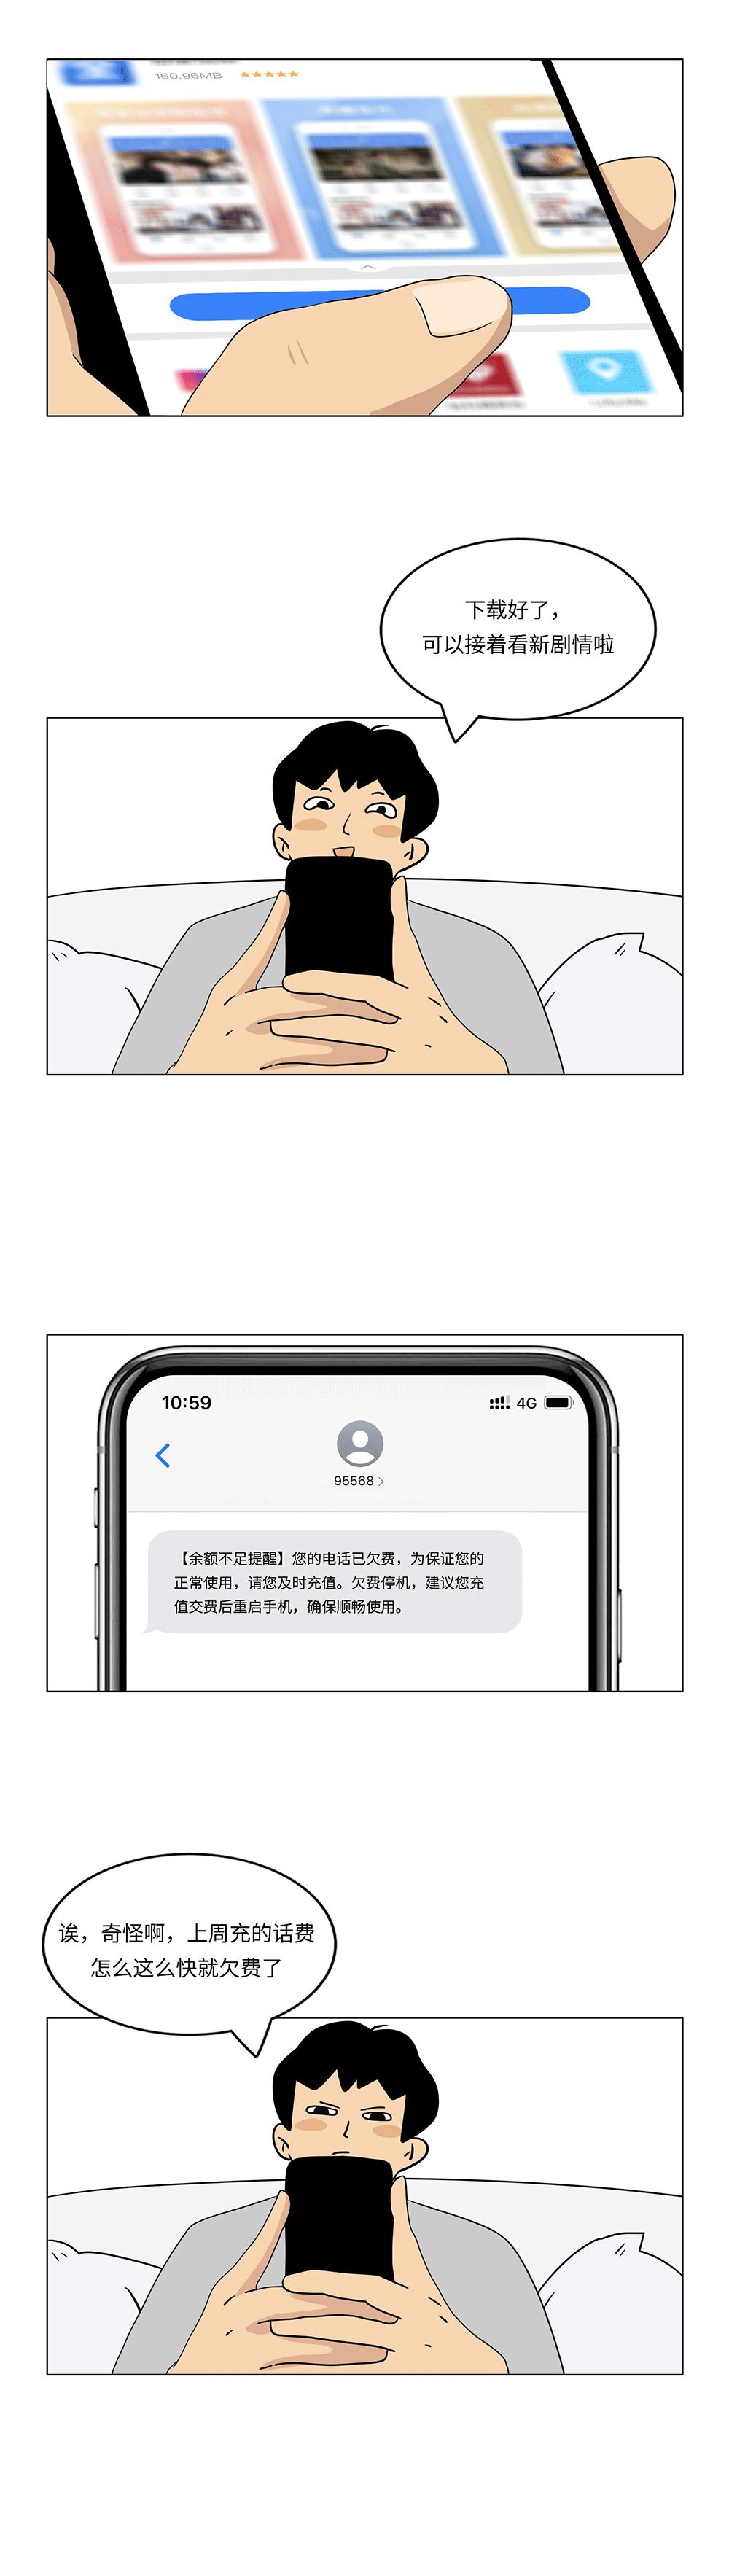 160.96MB
下载好了，
可以接着看新剧情啦
10:59
4G
95568
【余额不足提醒】您的电话已欠费，为保证您的
正常使用，请您及时充值。欠费停机，建议您充
值交费后重启手机，确保顺畅使用。
诶，奇怪啊，上周充的话费
怎么这么快就欠费了